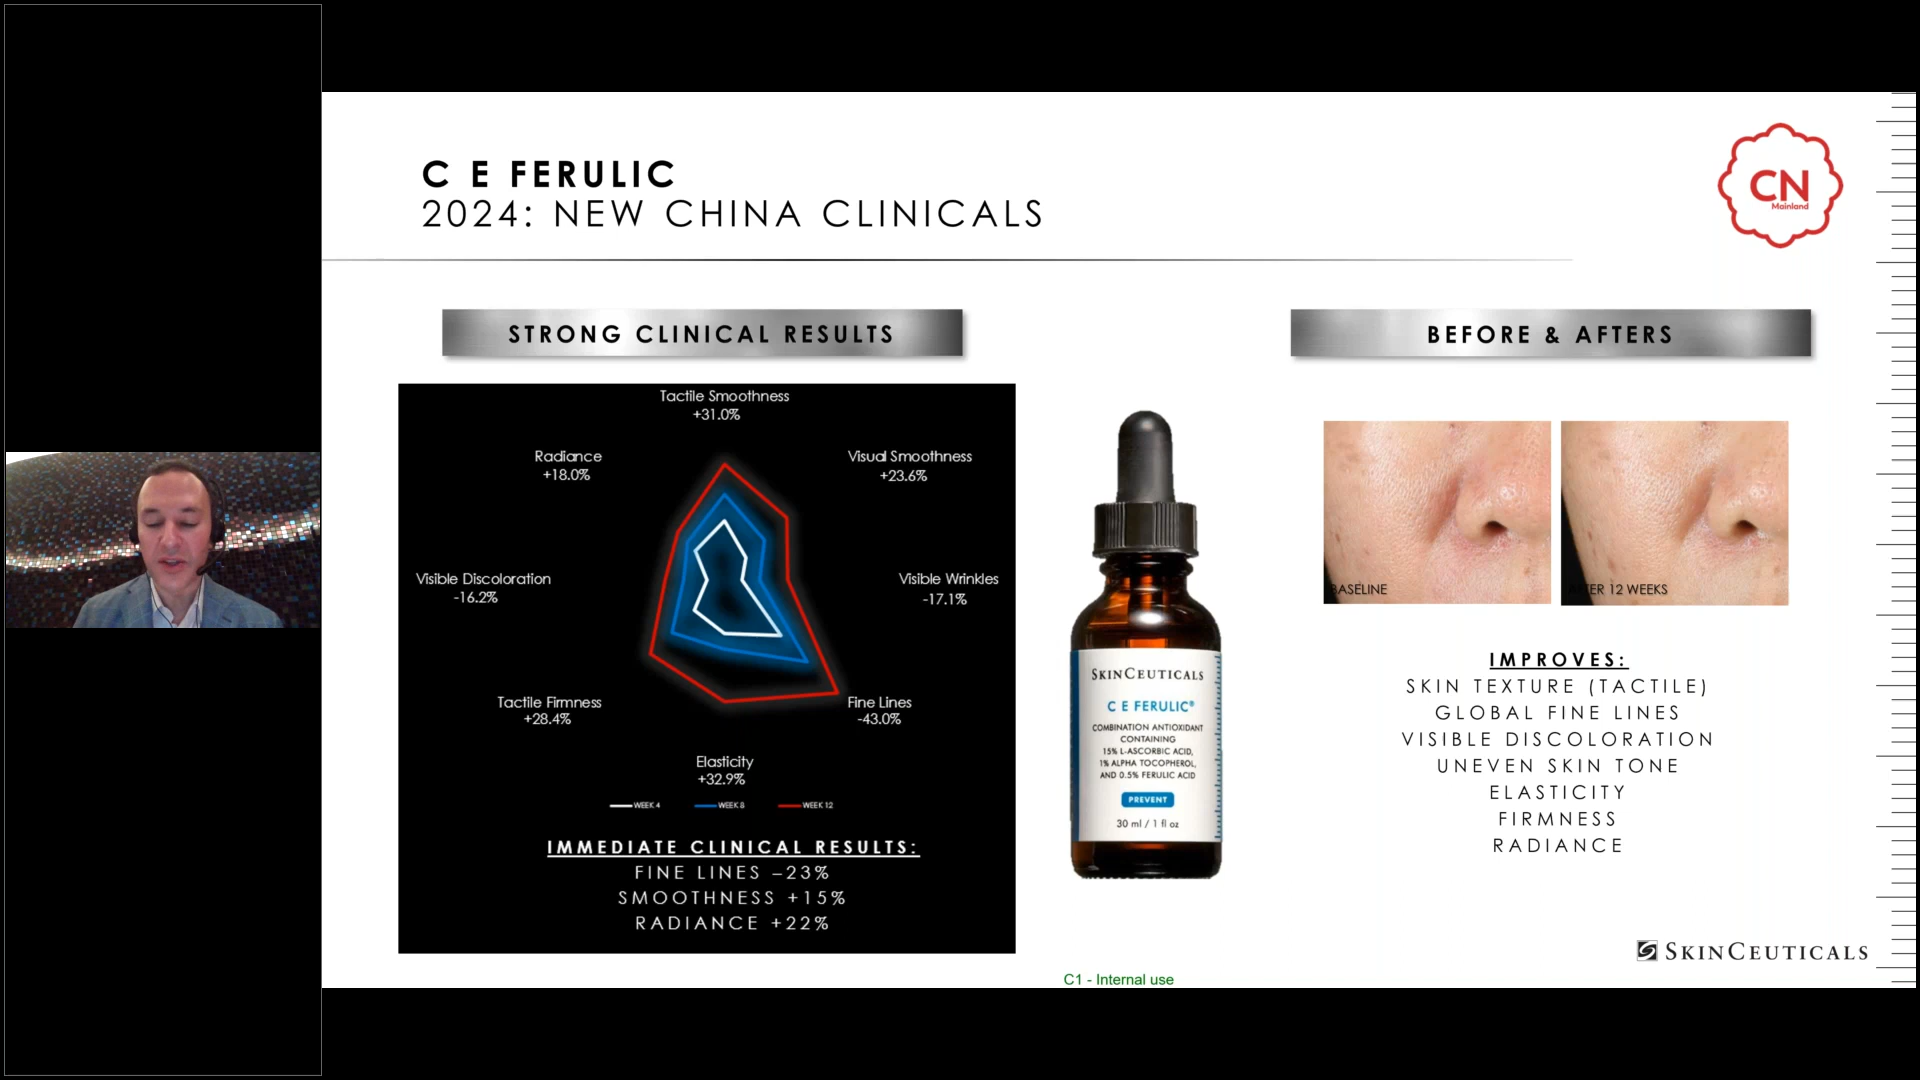 C E FERULIC
2024: NEW CHINA CLINICALS
CN
Mainland
STRONG CLINICAL RESULTS
Tactile Smoothness
+31.0%
Radiance
+18.0%
Visual Smoothness
+23.6%
Visible Discoloration
-16.2%
Visible Wrinkles
-17.1%
Tactile Firmness
+28.4%
Fine Lines
-43.0%
Elasticity
+32.9%
WEEK 4 WEEK 8 WEEK 12
IMMEDIATE CLINICAL RESULTS:
FINE LINES –23%
SMOOTHNESS +15%
RADIANCE +22%
SKINCEUTICALS
C E FERULIC®
COMBINATION ANTIOXIDANT
CONTAINING
15% L-ASCORBIC ACID,
1% ALPHA TOCOPHEROL,
AND 0.5% FERULIC ACID
PREVENT
30 ml / 1 fl oz
BEFORE & AFTERS
BASELINE
AFTER 12 WEEKS
IMPROVES:
SKIN TEXTURE (TACTILE)
GLOBAL FINE LINES
VISIBLE DISCOLORATION
UNEVEN SKIN TONE
ELASTICITY
FIRMNESS
RADIANCE
SKINCEUTICALS
C1 - Internal use